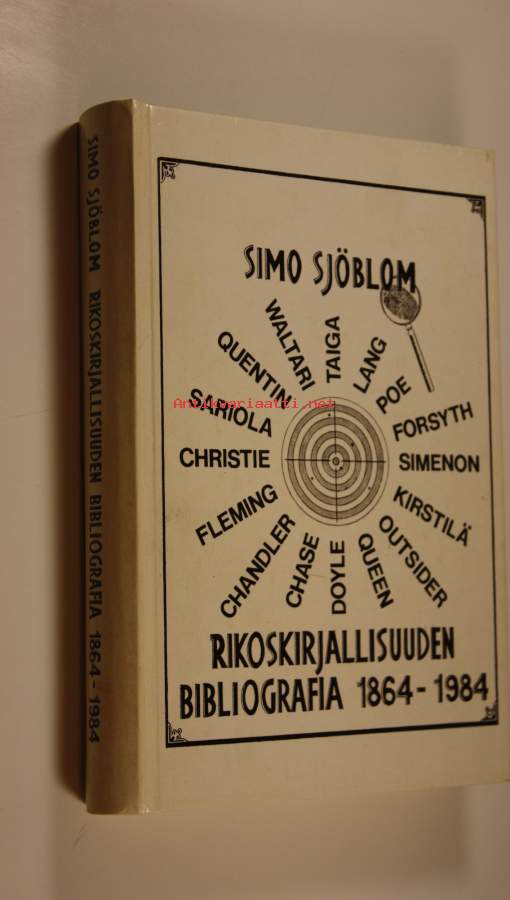 SIMO SJÖBLOM RIKOSKIRJALLISUUDEN BIBLIOGRAFIA 1864-1984
SIMO SJÖBLOM
WALTARI
TAIGA
LANG
QUENTIN
POE
SARIOLA
FORSYTH
CHRISTIE
SIMENON
FLEMING
KIRSTILÄ
CHANDLER
OUTSIDER
CHASE
DOYLE
QUEEN
RIKOSKIRJALLISUUDEN
BIBLIOGRAFIA 1864-1984
Antikvariaatti.net